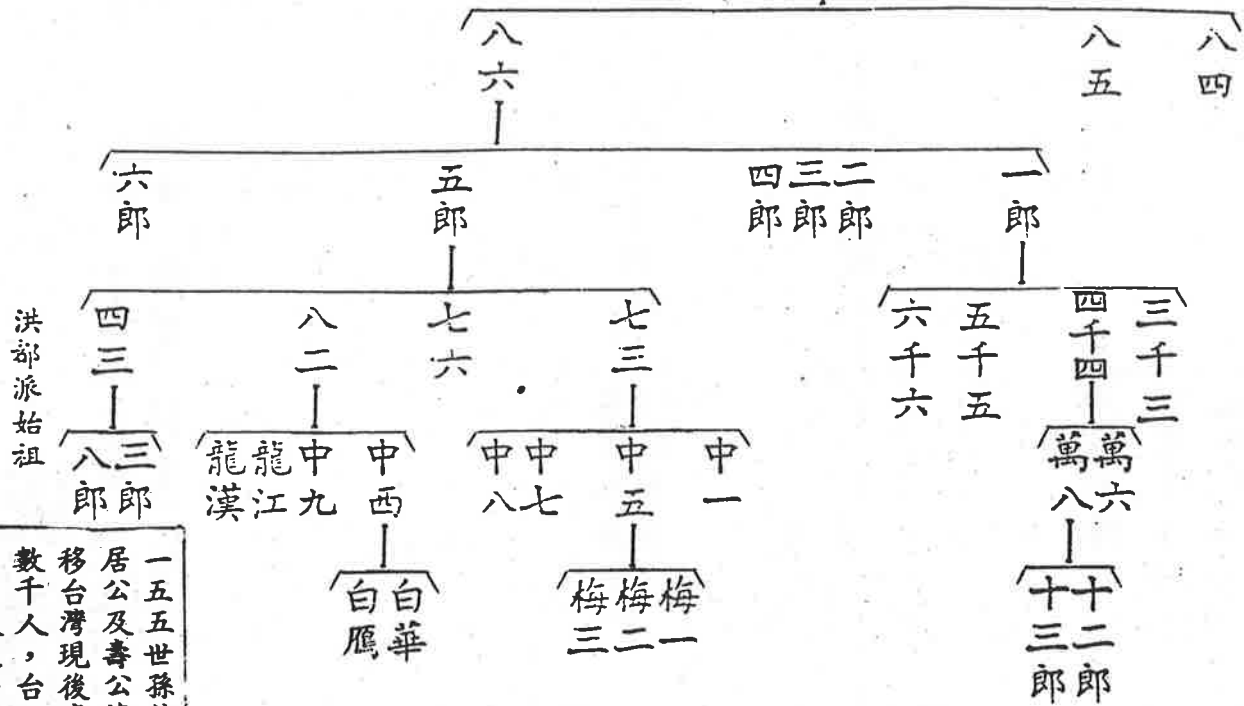 八四
八五
八六
一郎
二郎
三郎
四郎
五郎
六郎
三千三
四千四
五千五
六千六
七三
七六
八二
四三
洪部派始祖
萬六
萬八
中一
中五
中七
中八
中西
中九
龍江
龍漢
三郎
八郎
十二郎
十三郎
梅一
梅二
梅三
白華
白鴈
一五五世孫
居公及壽公
移台灣現後
數千人，台